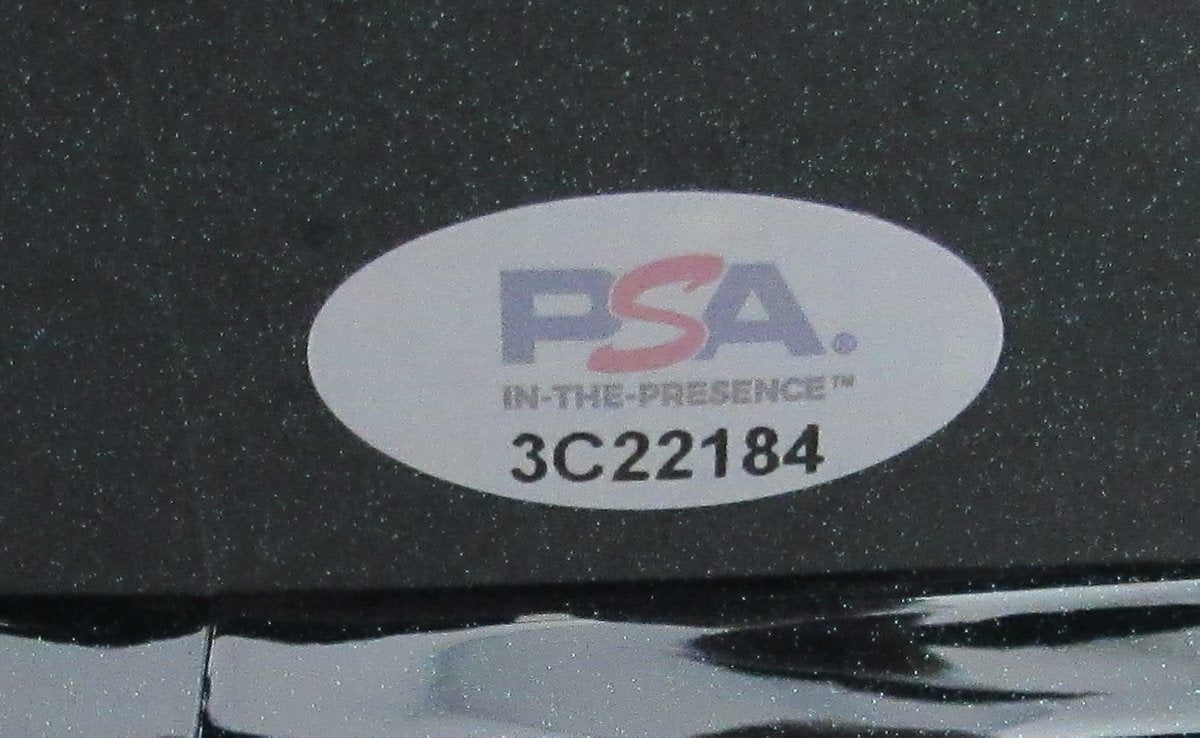 PSA®
IN-THE-PRESENCE™
3C22184